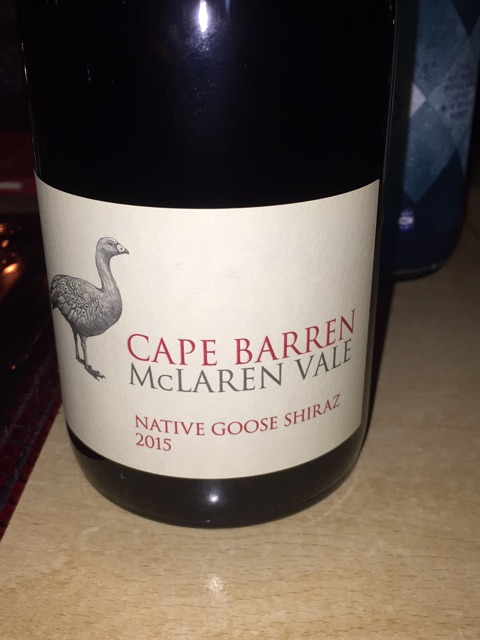 CAPE BARREN
McLAREN VALE
NATIVE GOOSE SHIRAZ
2015